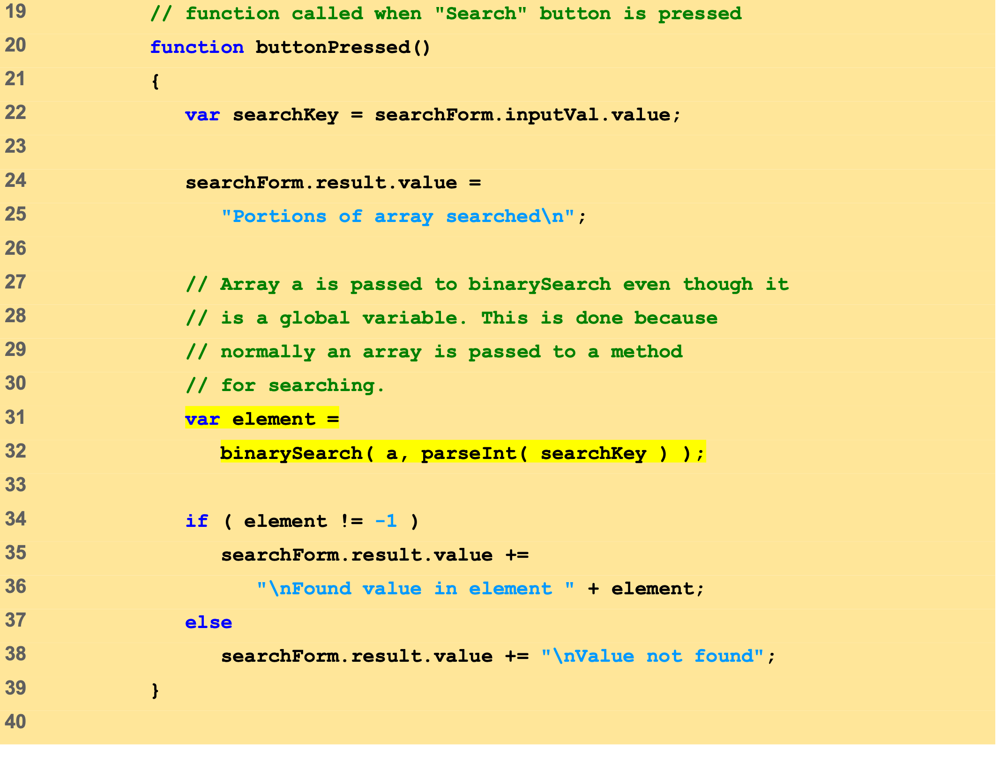 19 // function called when "Search" button is pressed
20 function buttonPressed()
21 {
22 var searchKey = searchForm.inputVal.value;
23
24 searchForm.result.value =
25 "Portions of array searched\n";
26
27 // Array a is passed to binarySearch even though it
28 // is a global variable. This is done because
29 // normally an array is passed to a method
30 // for searching.
31 var element =
32 binarySearch( a, parseInt( searchKey ) );
33
34 if ( element != -1 )
35 searchForm.result.value +=
36 "\nFound value in element " + element;
37 else
38 searchForm.result.value += "\nValue not found";
39 }
40